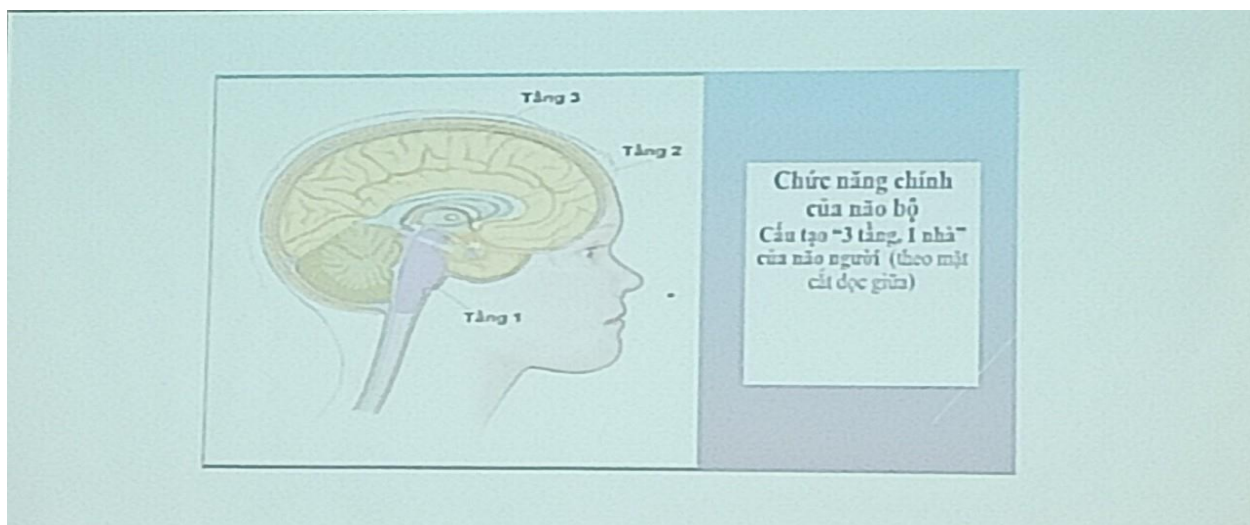 Tầng 3
Tầng 2
Tầng 1
Chức năng chính
của não bộ
Cấu tạo "3 tầng, 1 nhà"
của não người (theo mặt
cắt dọc giữa)